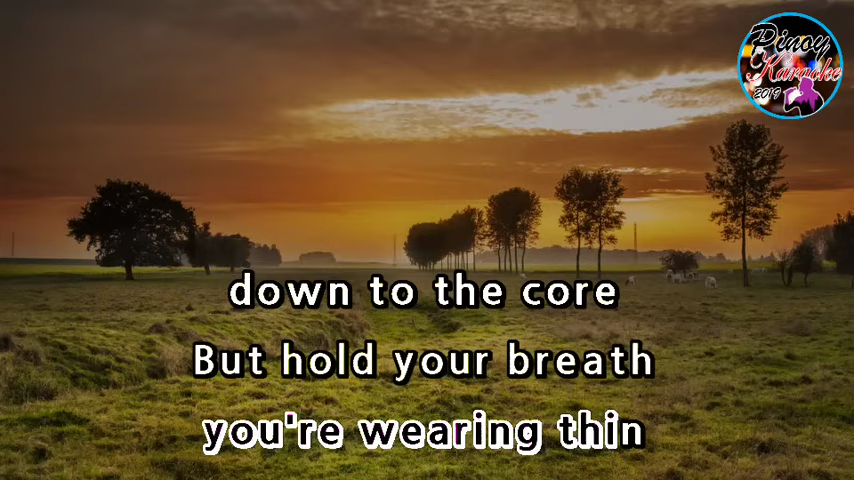 Pinoy
Karaoke
2019
down to the core
But hold your breath
you're wearing thin